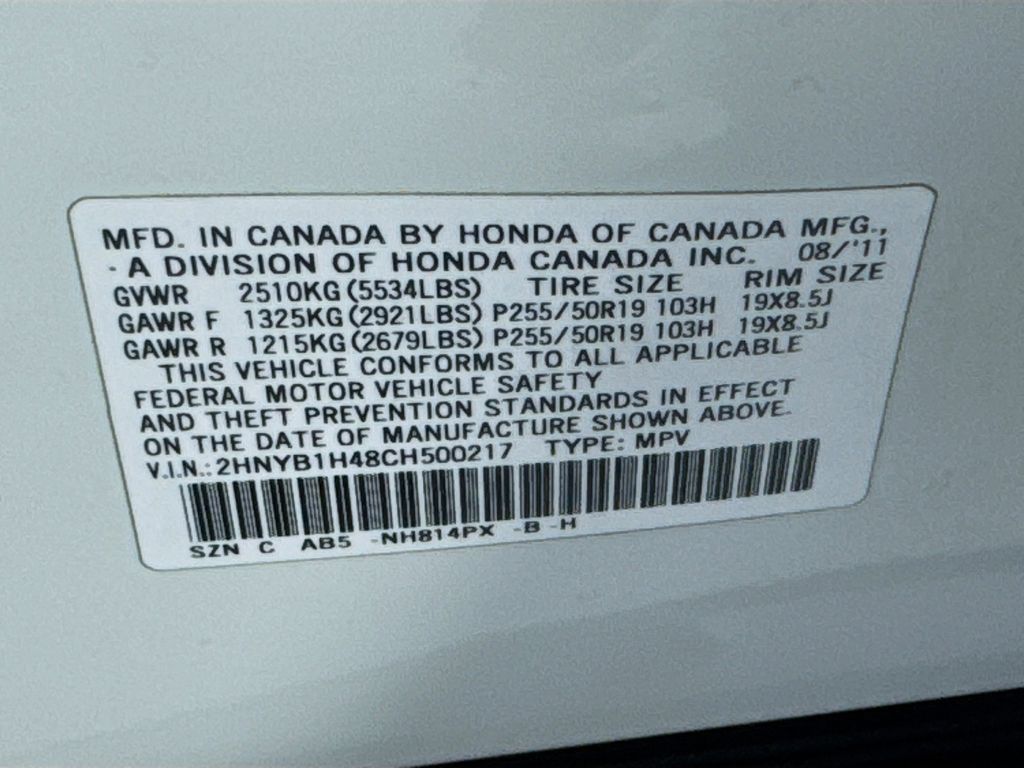 MFD. IN CANADA BY HONDA OF CANADA MFG.,
· A DIVISION OF HONDA CANADA INC. 08/'11
GVWR 2510KG (5534LBS) TIRE SIZE RIM SIZE
GAWR F 1325KG (2921LBS) P255/50R19 103H 19X8.5J
GAWR R 1215KG (2679LBS) P255/50R19 103H 19X8.5J
THIS VEHICLE CONFORMS TO ALL APPLICABLE
FEDERAL MOTOR VEHICLE SAFETY
AND THEFT PREVENTION STANDARDS IN EFFECT
ON THE DATE OF MANUFACTURE SHOWN ABOVE.
V.I.N.: 2HNYB1H48CH500217 TYPE: MPV
SZN C AB5 -NH814PX -B -H